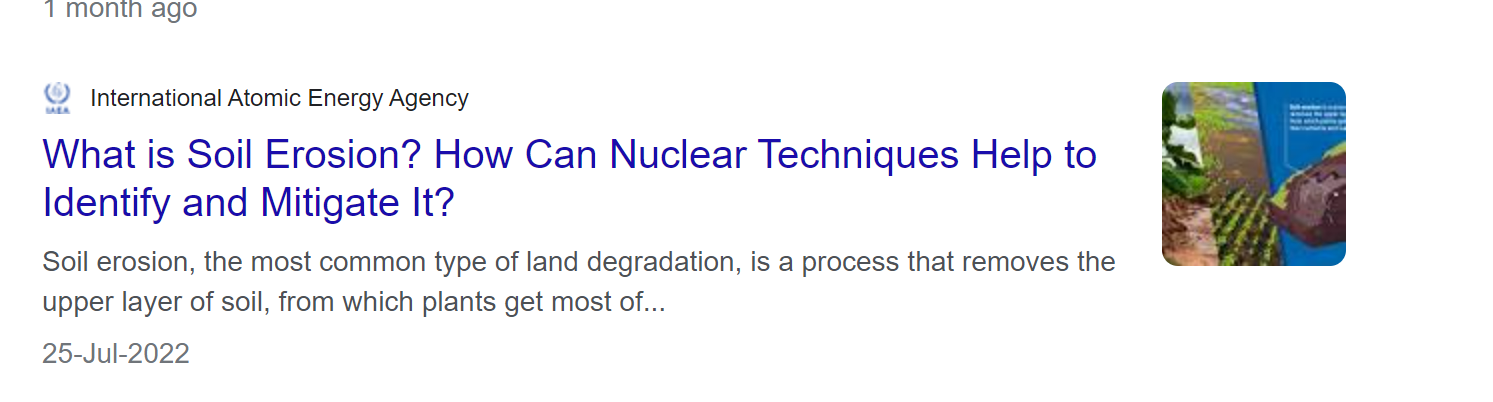 1 month ago
IAEA
International Atomic Energy Agency
What is Soil Erosion? How Can Nuclear Techniques Help to
Identify and Mitigate It?
Soil erosion, the most common type of land degradation, is a process that removes the
upper layer of soil, from which plants get most of...
25-Jul-2022